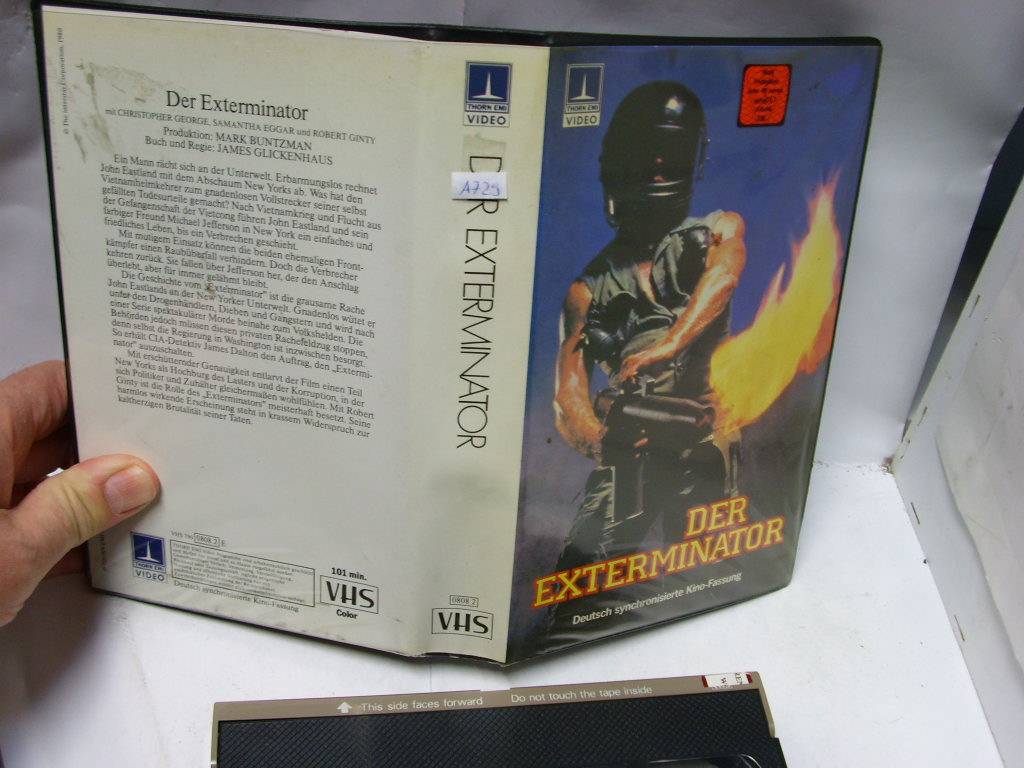 © The Interstate Corporation, 1980
Der Exterminator
mit CHRISTOPHER GEORGE, SAMANTHA EGGAR und ROBERT GINTY
Produktion: MARK BUNTZMAN
Buch und Regie: JAMES GLICKENHAUS
Ein Mann rächt sich an der Unterwelt. Erbarmungslos rechnet
John Eastland mit dem Abschaum New Yorks ab. Was hat den
Vietnamheimkehrer zum gnadenlosen Vollstrecker seiner selbst
gefällten Todesurteile gemacht? Nach Vietnamkrieg und Flucht aus
der Gefangenschaft der Vietcong führen John Eastland und sein
farbiger Freund Michael Jefferson in New York ein einfaches und
friedliches Leben, bis ein Verbrechen geschieht.
Mit mutigem Einsatz können die beiden ehemaligen Front-
kämpfer einen Raubüberfall verhindern. Doch die Verbrecher
kehren zurück. Sie fallen über Jefferson her, der den Anschlag
überlebt, aber für immer gelähmt bleibt.
Die Geschichte vom „Exterminator" ist die grausame Rache
John Eastlands an der New Yorker Unterwelt. Gnadenlos wütet er
unter den Drogenhändlern, Dieben und Gangstern und wird nach
einer Serie spektakulärer Morde beinahe zum Volkshelden. Die
Behörden jedoch müssen diesen privaten Rachefeldzug stoppen,
denn selbst die Regierung in Washington ist inzwischen besorgt.
So erhält CIA-Detektiv James Dalton den Auftrag, den „Extermi-
nator" auszuschalten.
Mit erschütternder Genauigkeit entlarvt der Film einen Teil
New Yorks als Hochburg des Lasters und der Korruption, in der
sich Politiker und Zuhälter gleichermaßen wohlfühlen. Mit Robert
Ginty ist die Rolle des „Exterminators" meisterhaft besetzt. Seine
harmlos wirkende Erscheinung steht in krassem Widerspruch zur
kaltherzigen Brutalität seiner Taten.
VHS 790 0808 2 E
THORN EMI
VIDEO
Deutsch synchronisierte Kino-Fassung
101 min.
VHS
Color
THORN EMI
VIDEO
A729
DER EXTERMINATOR
0808 2
VHS
THORN EMI
VIDEO
DER
EXTERMINATOR
Deutsch synchronisierte Kino-Fassung
This side faces forward Do not touch the tape inside